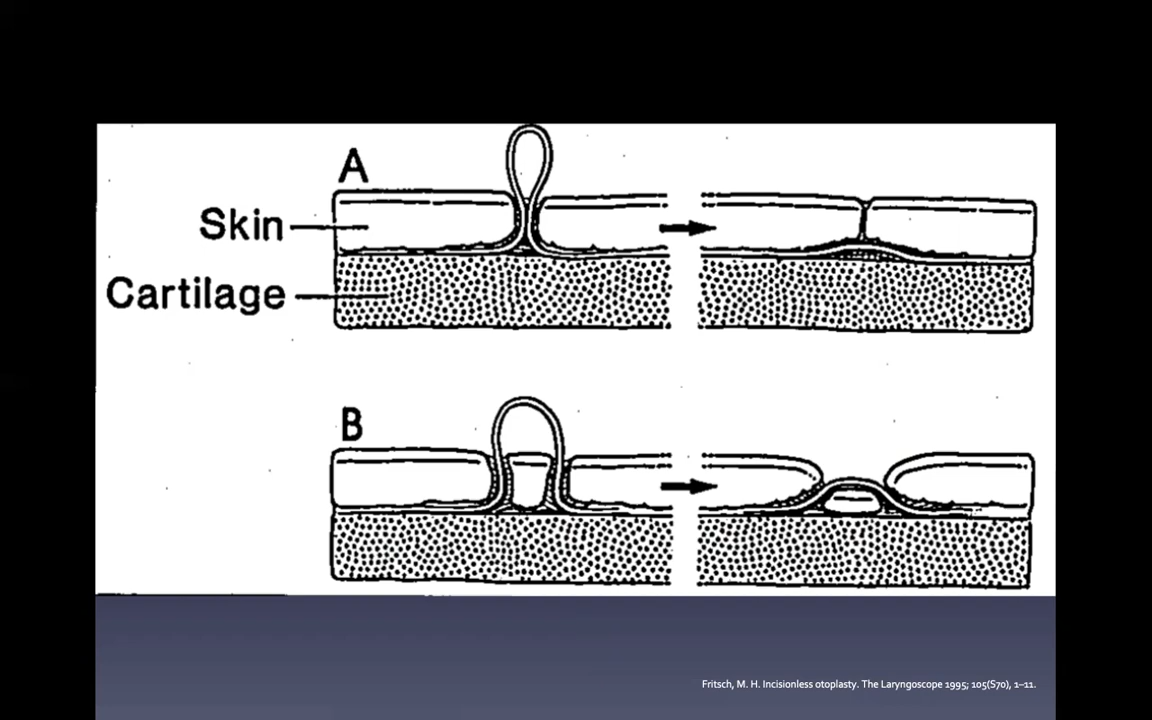 A
Skin
Cartilage
B
Fritsch, M. H. Incisionless otoplasty. The Laryngoscope 1995; 105(S70), 1–11.